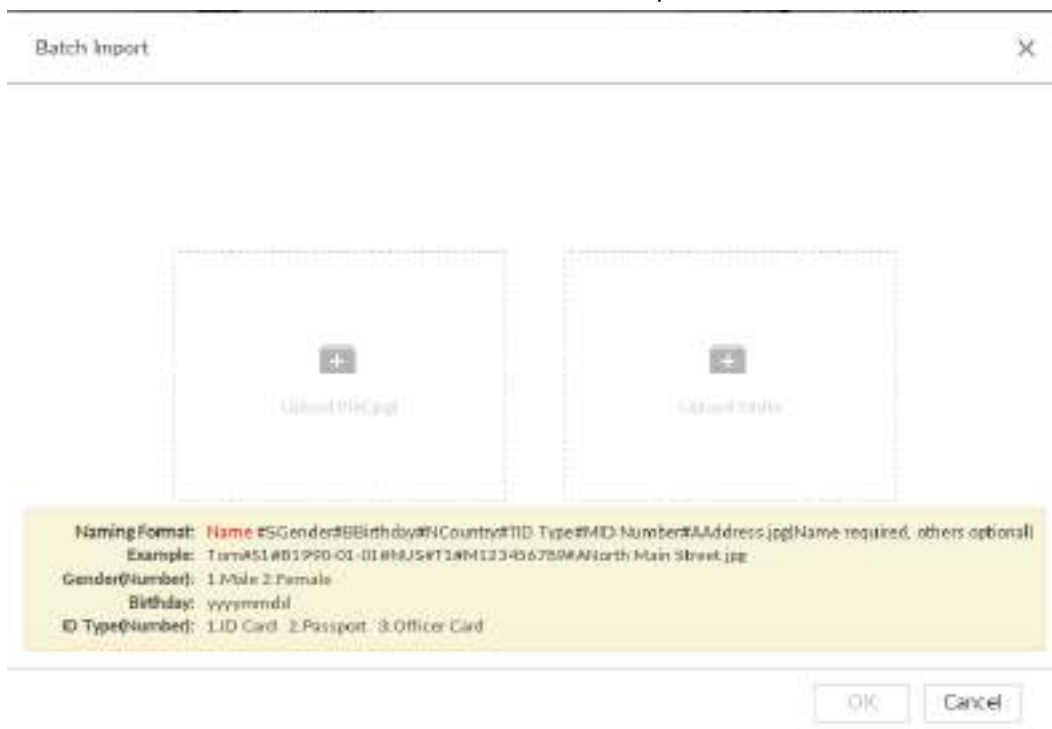 Batch Import
Upload file(.jpg)
Naming Format: Name #SGender#BBirthday#NCountry#TID Type#MID Number#AAddress.jpg(Name required, others optional)
Example: Tom#S1#B1990-01-01#NUS#T1#M123456789#ANorth Main Street.jpg
Gender(Number): 1.Male 2.Female
Birthday: yyyymmdd
ID Type(Number): 1.ID Card 2.Passport 3.Officer Card
OK Cancel